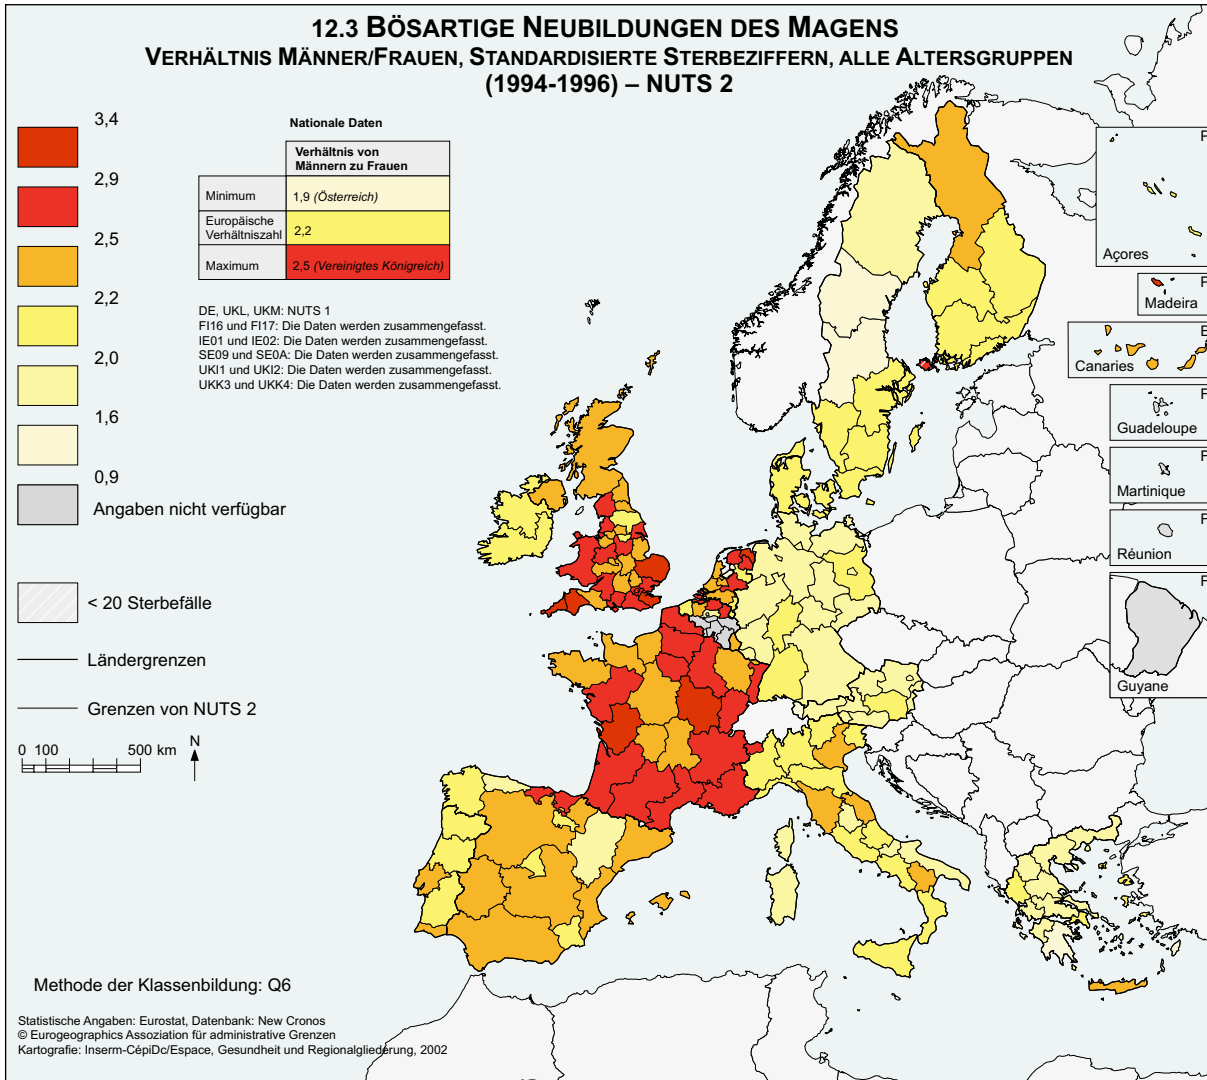 12.3 BÖSARTIGE NEUBILDUNGEN DES MAGENS
VERHÄLTNIS MÄNNER/FRAUEN, STANDARDISIERTE STERBEZIFFERN, ALLE ALTERSGRUPPEN
(1994-1996) – NUTS 2
3,4
2,9
2,5
2,2
2,0
1,6
0,9
Angaben nicht verfügbar
< 20 Sterbefälle
Ländergrenzen
Grenzen von NUTS 2
0 100 500 km
N
Nationale Daten
Verhältnis von
Männern zu Frauen
Minimum 1,9 (Österreich)
Europäische
Verhältniszahl 2,2
Maximum 2,5 (Vereinigtes Königreich)
DE, UKL, UKM: NUTS 1
FI16 und FI17: Die Daten werden zusammengefasst.
IE01 und IE02: Die Daten werden zusammengefasst.
SE09 und SE0A: Die Daten werden zusammengefasst.
UKI1 und UKI2: Die Daten werden zusammengefasst.
UKK3 und UKK4: Die Daten werden zusammengefasst.
Açores
Madeira
Canaries
E
Guadeloupe
F
Martinique
F
Réunion
F
Guyane
F
Methode der Klassenbildung: Q6
Statistische Angaben: Eurostat, Datenbank: New Cronos
© Eurogeographics Assoziation für administrative Grenzen
Kartografie: Inserm-CépiDc/Espace, Gesundheit und Regionalgliederung, 2002